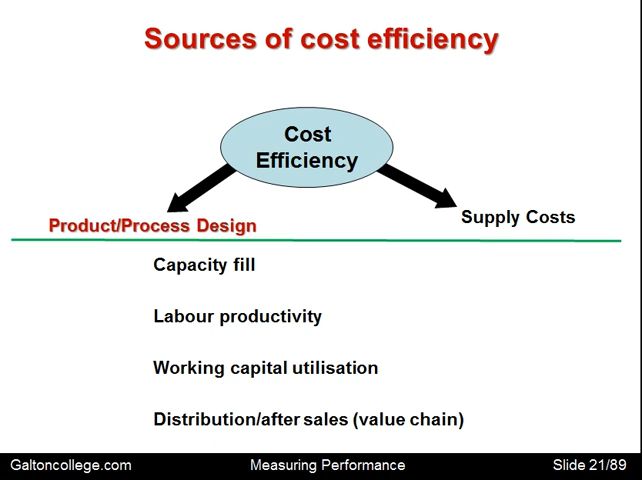 Sources of cost efficiency
Cost
Efficiency
Product/Process Design
Supply Costs
Capacity fill
Labour productivity
Working capital utilisation
Distribution/after sales (value chain)
Galtoncollege.com
Measuring Performance
Slide 21/89